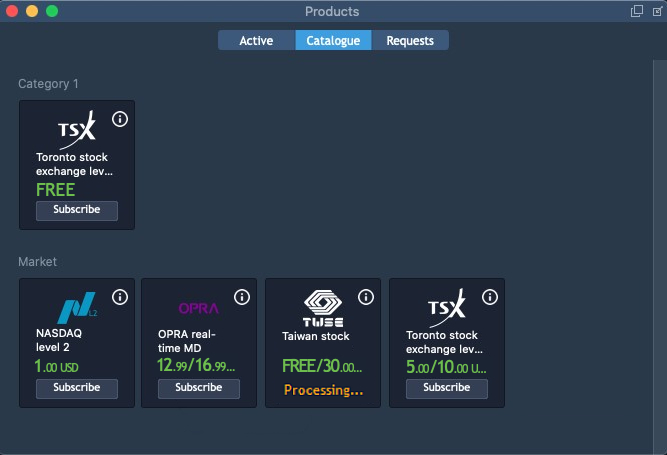 Products
Active Catalogue Requests
Category 1
TSX
Toronto stock
exchange lev...
FREE
Subscribe
Market
L2
NASDAQ
level 2
1.00 USD
Subscribe
OPRA
OPRA real-
time MD
12.99/16.99...
Subscribe
TWSE
Taiwan stock
FREE/30.00...
Processing...
TSX
Toronto stock
exchange lev...
5.00/10.00 U...
Subscribe